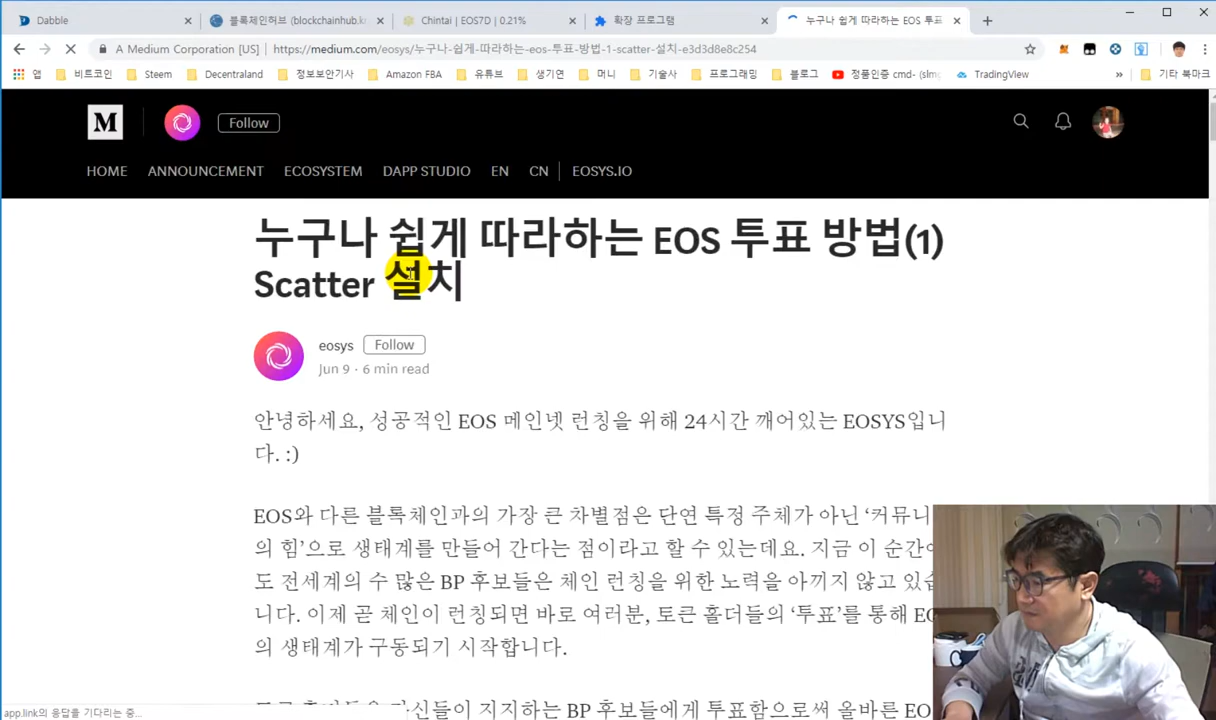 Dabble
블록체인허브 (blockchainhub.k
Chintai | EOS7D | 0.21%
확장 프로그램
누구나 쉽게 따라하는 EOS 투표
A Medium Corporation [US] | https://medium.com/eosys/누구나-쉽게-따라하는-eos-투표-방법-1-scatter-설치-e3d3d8e8c254
앱 비트코인 Steem Decentraland 정보보안기사 Amazon FBA 유튜브 생기연 머니 기술사 프로그래밍 블로그 정품인증 cmd- (slmg TradingView » 기타 북마크
M Follow
HOME ANNOUNCEMENT ECOSYSTEM DAPP STUDIO EN CN EOSYS.IO
누구나 쉽게 따라하는 EOS 투표 방법(1)
Scatter 설치
eosys Follow
Jun 9 · 6 min read
안녕하세요, 성공적인 EOS 메인넷 런칭을 위해 24시간 깨어있는 EOSYS입니
다. :)
EOS와 다른 블록체인과의 가장 큰 차별점은 단연 특정 주체가 아닌 ‘커뮤니
의 힘’으로 생태계를 만들어 간다는 점이라고 할 수 있는데요. 지금 이 순간
도 전세계의 수 많은 BP 후보들은 체인 런칭을 위한 노력을 아끼지 않고 있습
니다. 이제 곧 체인이 런칭되면 바로 여러분, 토큰 홀더들의 ‘투표’를 통해 EO
의 생태계가 구동되기 시작합니다.
지지하는 BP 후보들에게 투표함으로써 올바른 EO
app.link의 응답을 기다리는 중...